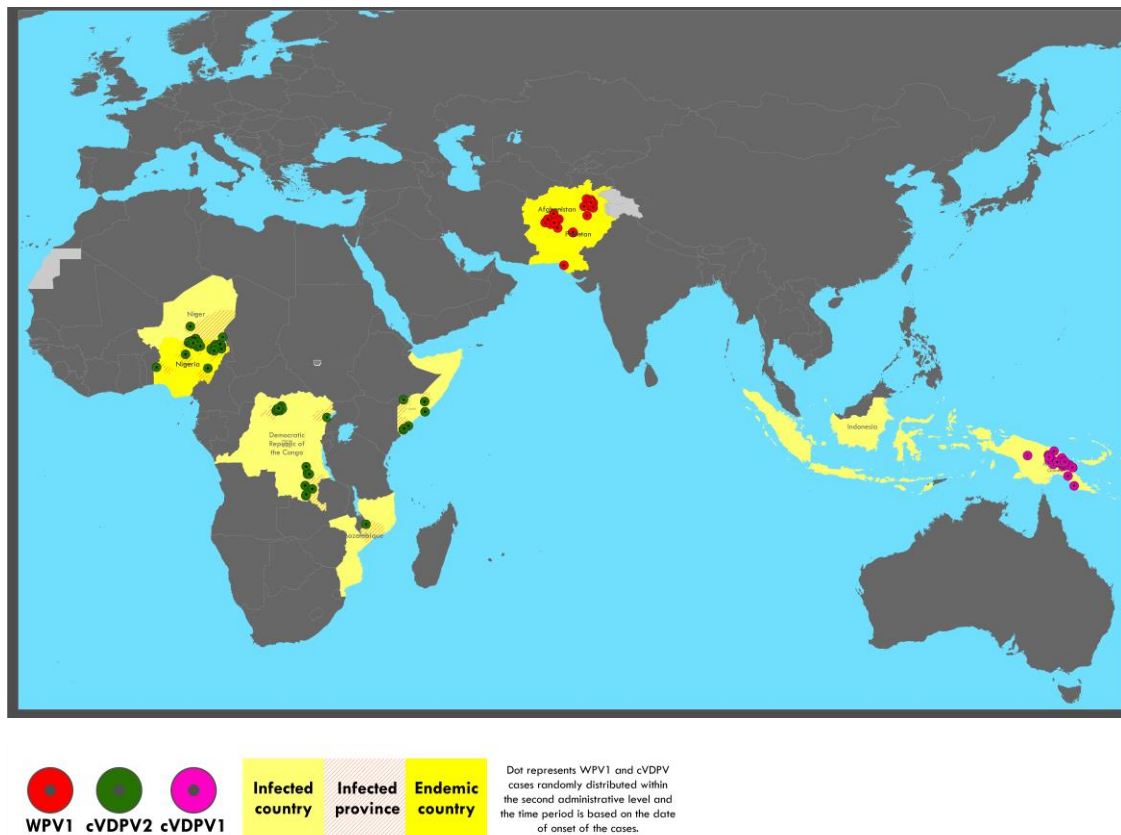 Afghanistan
Pakistan
Niger
Nigeria
Democratic
Republic of
the Congo
Mozambique
Indonesia
WPV1
cVDPV2
cVDPV1
Infected
country
Infected
province
Endemic
country
Dot represents WPV1 and cVDPV
cases randomly distributed within
the second administrative level and
the time period is based on the date
of onset of the cases.